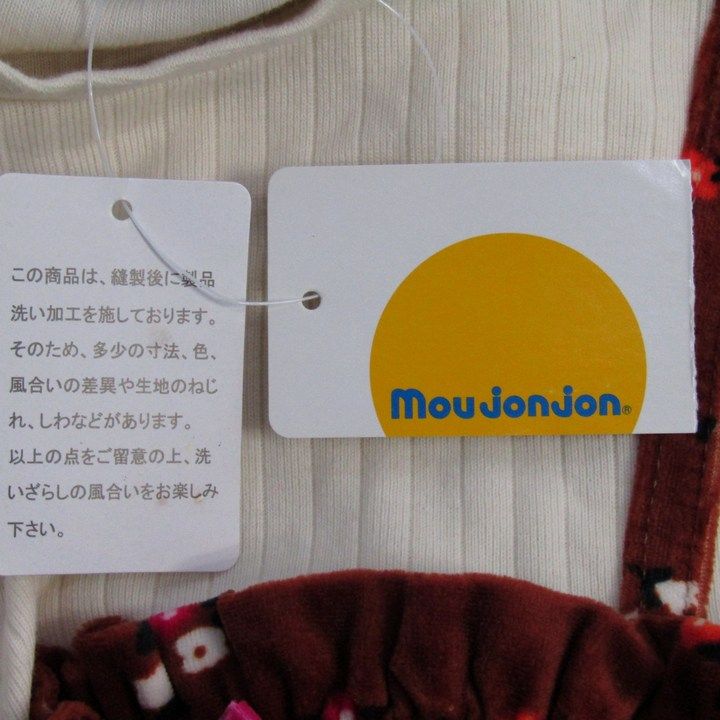 この商品は、縫製後に製品
洗い加工を施しております。
そのため、多少の寸法、色、
風合いの差異や生地のねじ
れ、しわなどがあります。
以上の点をご留意の上、洗
いざらしの風合いをお楽しみ
下さい。
moujonjon®